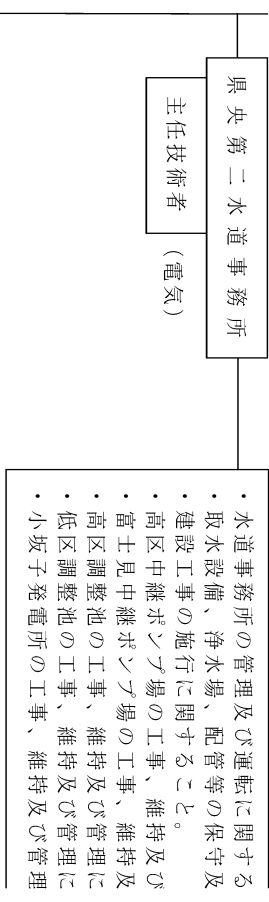 県央第二水道事務所
主任技術者
(電気)
・水道事務所の管理及び運転に関する
・取水設備、浄水場、配管等の保守及
・建設工事の施行に関すること。
・高区中継ポンプ場の工事、維持及び
・富士見中継ポンプ場の工事、維持及
・高区調整池の工事、維持及び管理に
・低区調整池の工事、維持及び管理に
・小坂子発電所の工事、維持及び管理